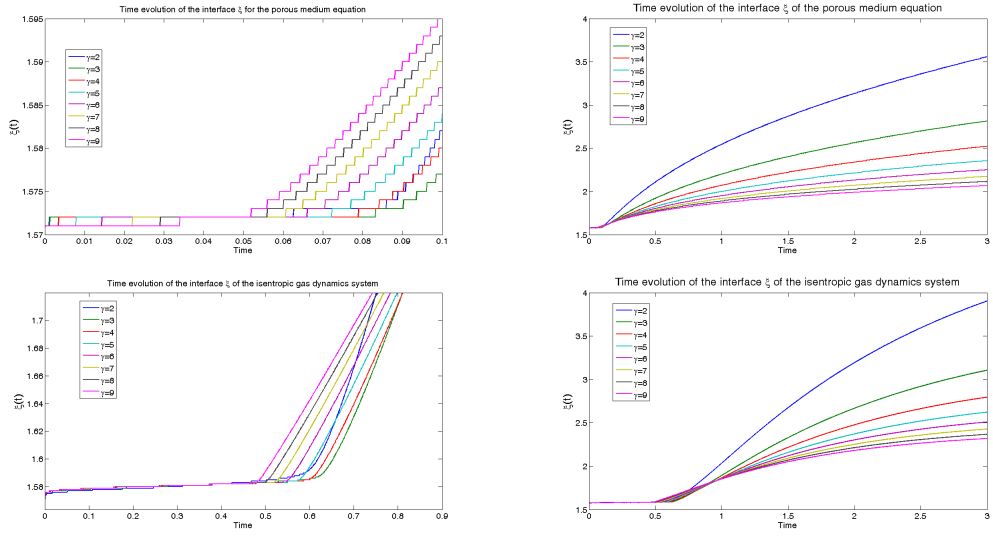 Time evolution of the interface ξ for the porous medium equation
1.595
1.59
1.585
1.58
1.575
1.57
ξ(t)
γ=2
γ=3
γ=4
γ=5
γ=6
γ=7
γ=8
γ=9
0
0.01
0.02
0.03
0.04
0.05
0.06
0.07
0.08
0.09
0.1
Time
Time evolution of the interface ξ of the porous medium equation
4
3.5
3
2.5
2
1.5
ξ(t)
γ=2
γ=3
γ=4
γ=5
γ=6
γ=7
γ=8
γ=9
0
0.5
1
1.5
2
2.5
3
Time
Time evolution of the interface ξ of the isentropic gas dynamics system
1.7
1.68
1.66
1.64
1.62
1.6
1.58
ξ(t)
γ=2
γ=3
γ=4
γ=5
γ=6
γ=7
γ=8
γ=9
0
0.1
0.2
0.3
0.4
0.5
0.6
0.7
0.8
0.9
Time
Time evolution of the interface ξ of the isentropic gas dynamics system
4
3.5
3
2.5
2
1.5
ξ(t)
γ=2
γ=3
γ=4
γ=5
γ=6
γ=7
γ=8
γ=9
0
0.5
1
1.5
2
2.5
3
Time